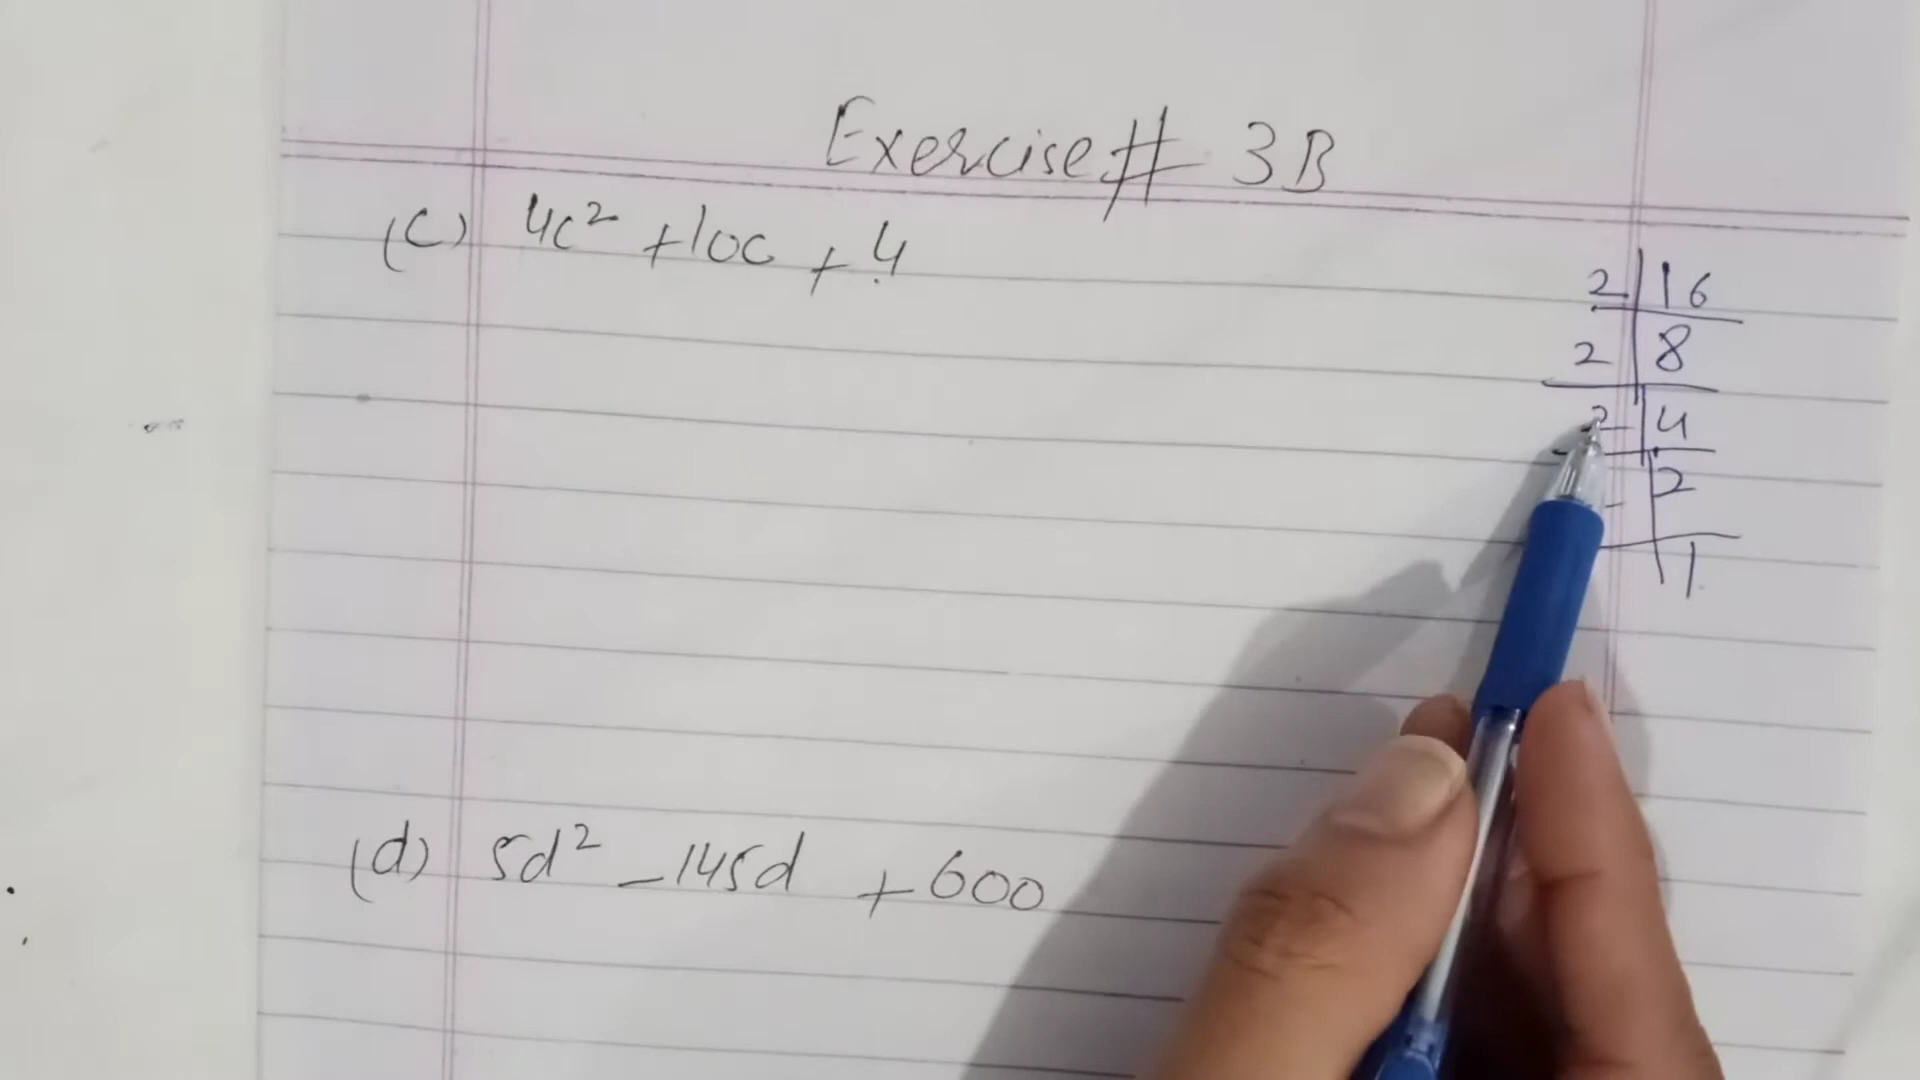 Exercise # 3B
(c) 4c² + 10c + 4
2 | 16
2 | 8
2 | 4
| 2
| 1
(d) 5d² - 145d + 600